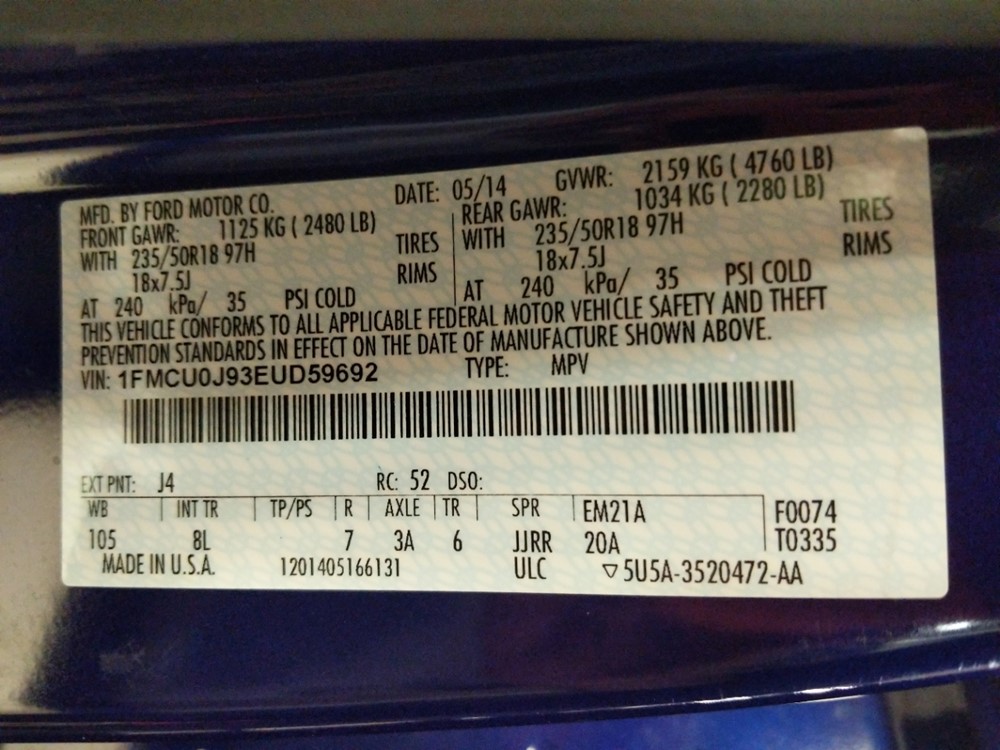 MFD. BY FORD MOTOR CO. DATE: 05/14 GVWR: 2159 KG ( 4760 LB)
FRONT GAWR: 1125 KG ( 2480 LB) REAR GAWR: 1034 KG ( 2280 LB)
WITH 235/50R18 97H TIRES WITH 235/50R18 97H TIRES
18x7.5J RIMS 18x7.5J RIMS
AT 240 kPa/ 35 PSI COLD AT 240 kPa/ 35 PSI COLD
THIS VEHICLE CONFORMS TO ALL APPLICABLE FEDERAL MOTOR VEHICLE SAFETY AND THEFT
PREVENTION STANDARDS IN EFFECT ON THE DATE OF MANUFACTURE SHOWN ABOVE.
VIN: 1FMCU0J93EUD59692 TYPE: MPV
EXT PNT: J4 RC: 52 DSO:
WB INT TR TP/PS R AXLE TR SPR EM21A F0074
105 8L 7 3A 6 JJRR 20A T0335
MADE IN U.S.A. 1201405166131 ULC ▽5U5A-3520472-AA